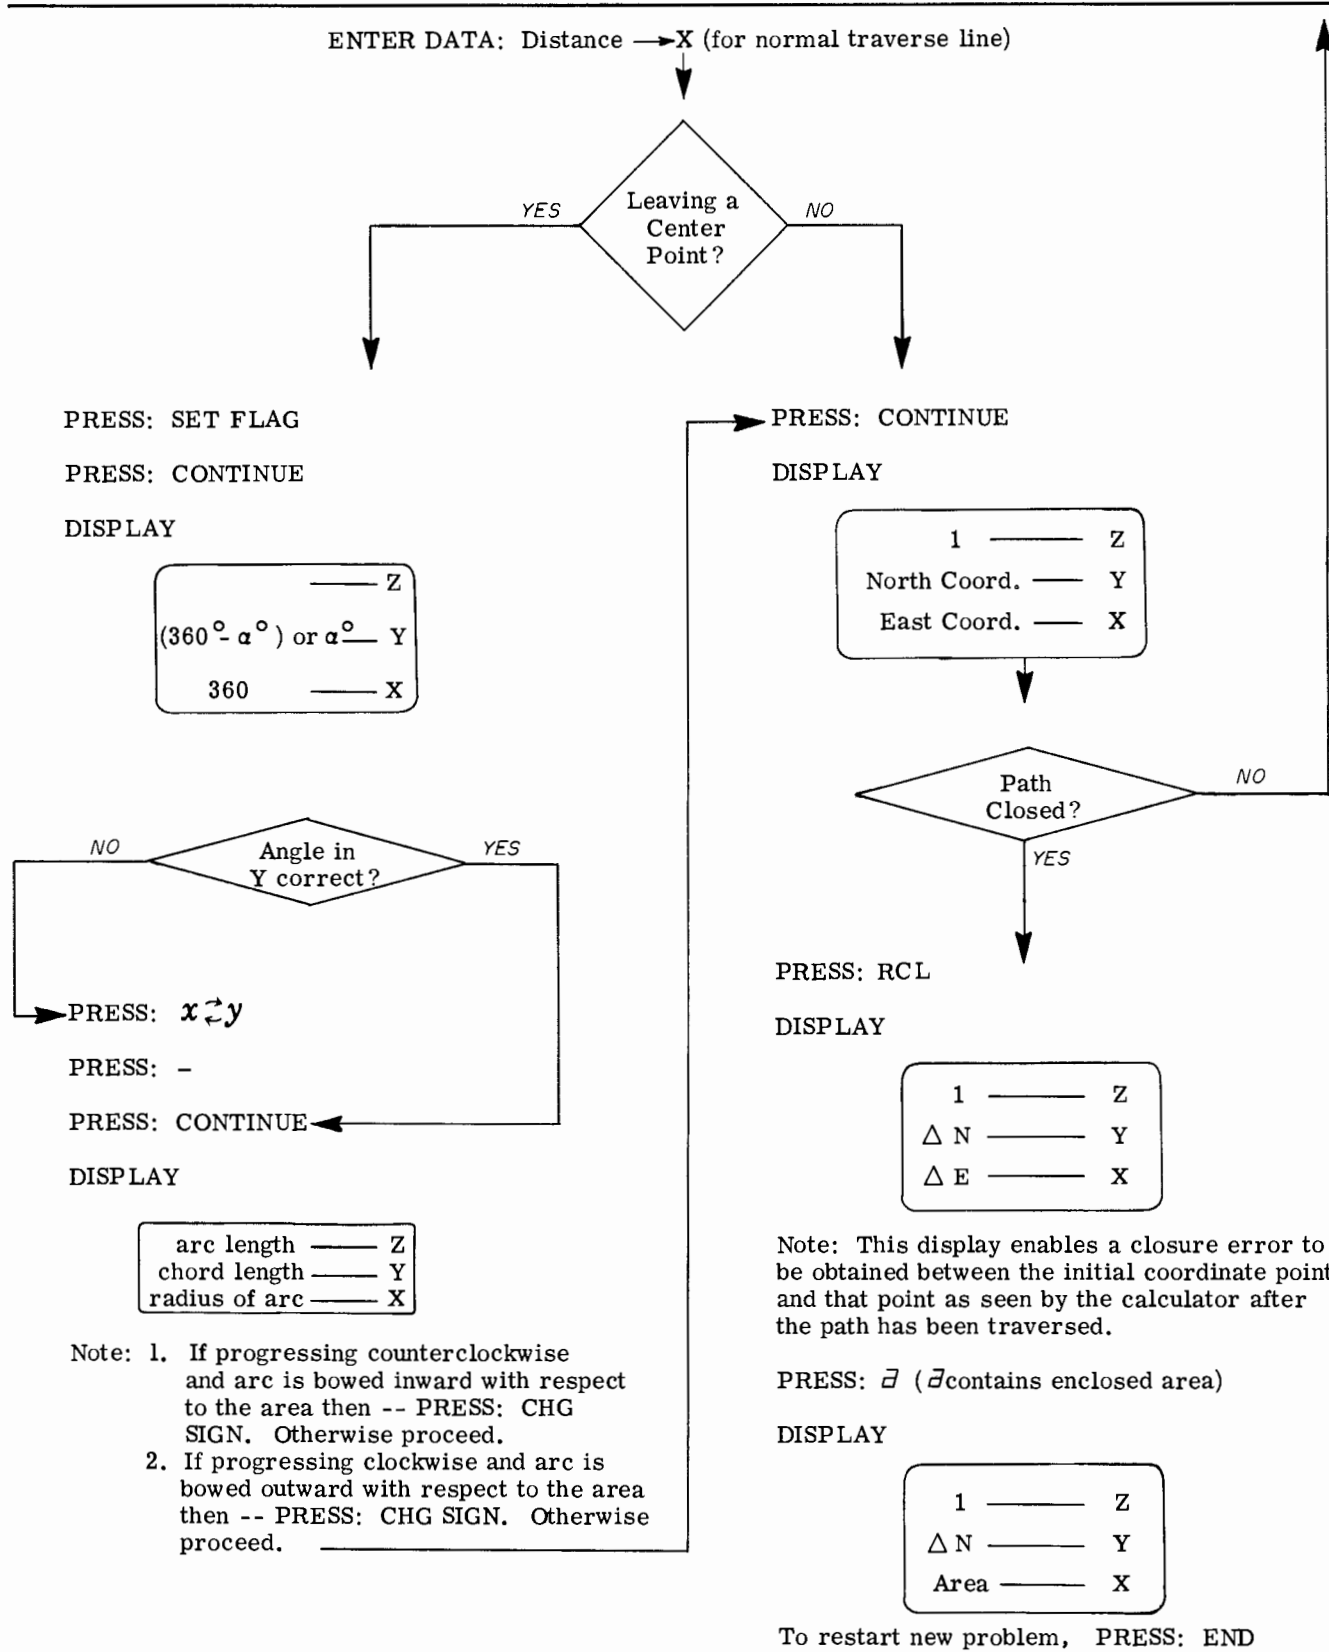 ENTER DATA: Distance → X (for normal traverse line)
Leaving a
Center
Point?
YES
NO
PRESS: SET FLAG
PRESS: CONTINUE
DISPLAY
Z
(360° - α°) or α° Y
360 X
Angle in
Y correct?
NO
YES
PRESS: x⇄y
PRESS: –
PRESS: CONTINUE
DISPLAY
arc length Z
chord length Y
radius of arc X
Note: 1. If progressing counterclockwise
and arc is bowed inward with respect
to the area then -- PRESS: CHG
SIGN. Otherwise proceed.
2. If progressing clockwise and arc is
bowed outward with respect to the area
then -- PRESS: CHG SIGN. Otherwise
proceed.
PRESS: CONTINUE
DISPLAY
1 Z
North Coord. Y
East Coord. X
Path
Closed?
NO
YES
PRESS: RCL
DISPLAY
1 Z
△ N Y
△ E X
Note: This display enables a closure error to
be obtained between the initial coordinate point
and that point as seen by the calculator after
the path has been traversed.
PRESS: d (d contains enclosed area)
DISPLAY
1 Z
△ N Y
Area X
To restart new problem, PRESS: END